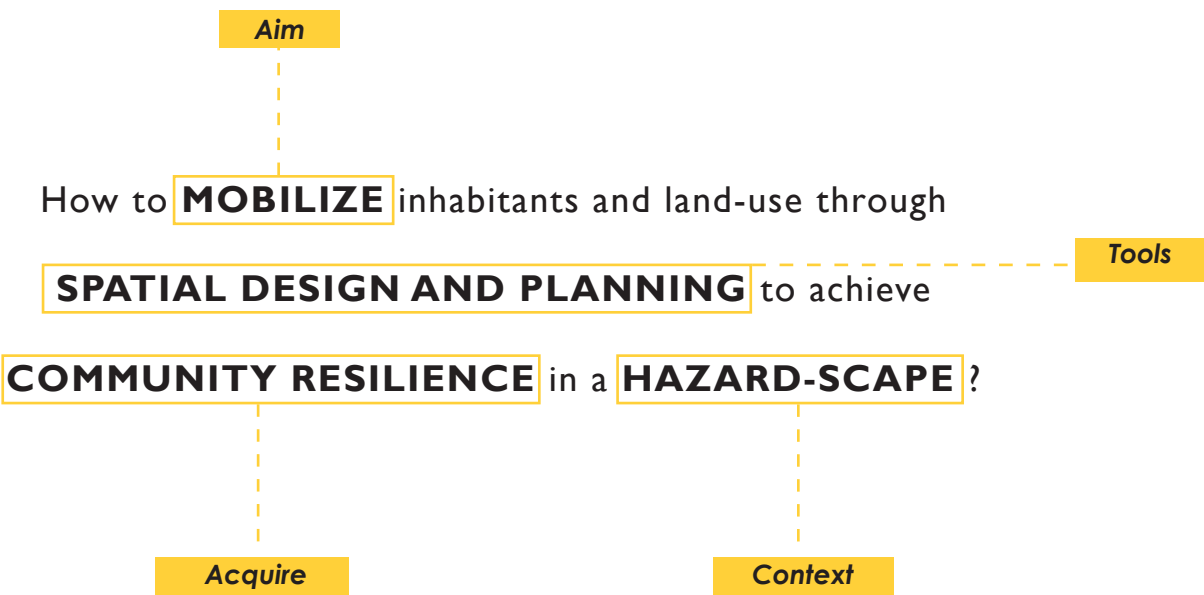 Aim
How to MOBILIZE inhabitants and land-use through
Tools
SPATIAL DESIGN AND PLANNING to achieve
COMMUNITY RESILIENCE in a HAZARD-SCAPE ?
Acquire
Context